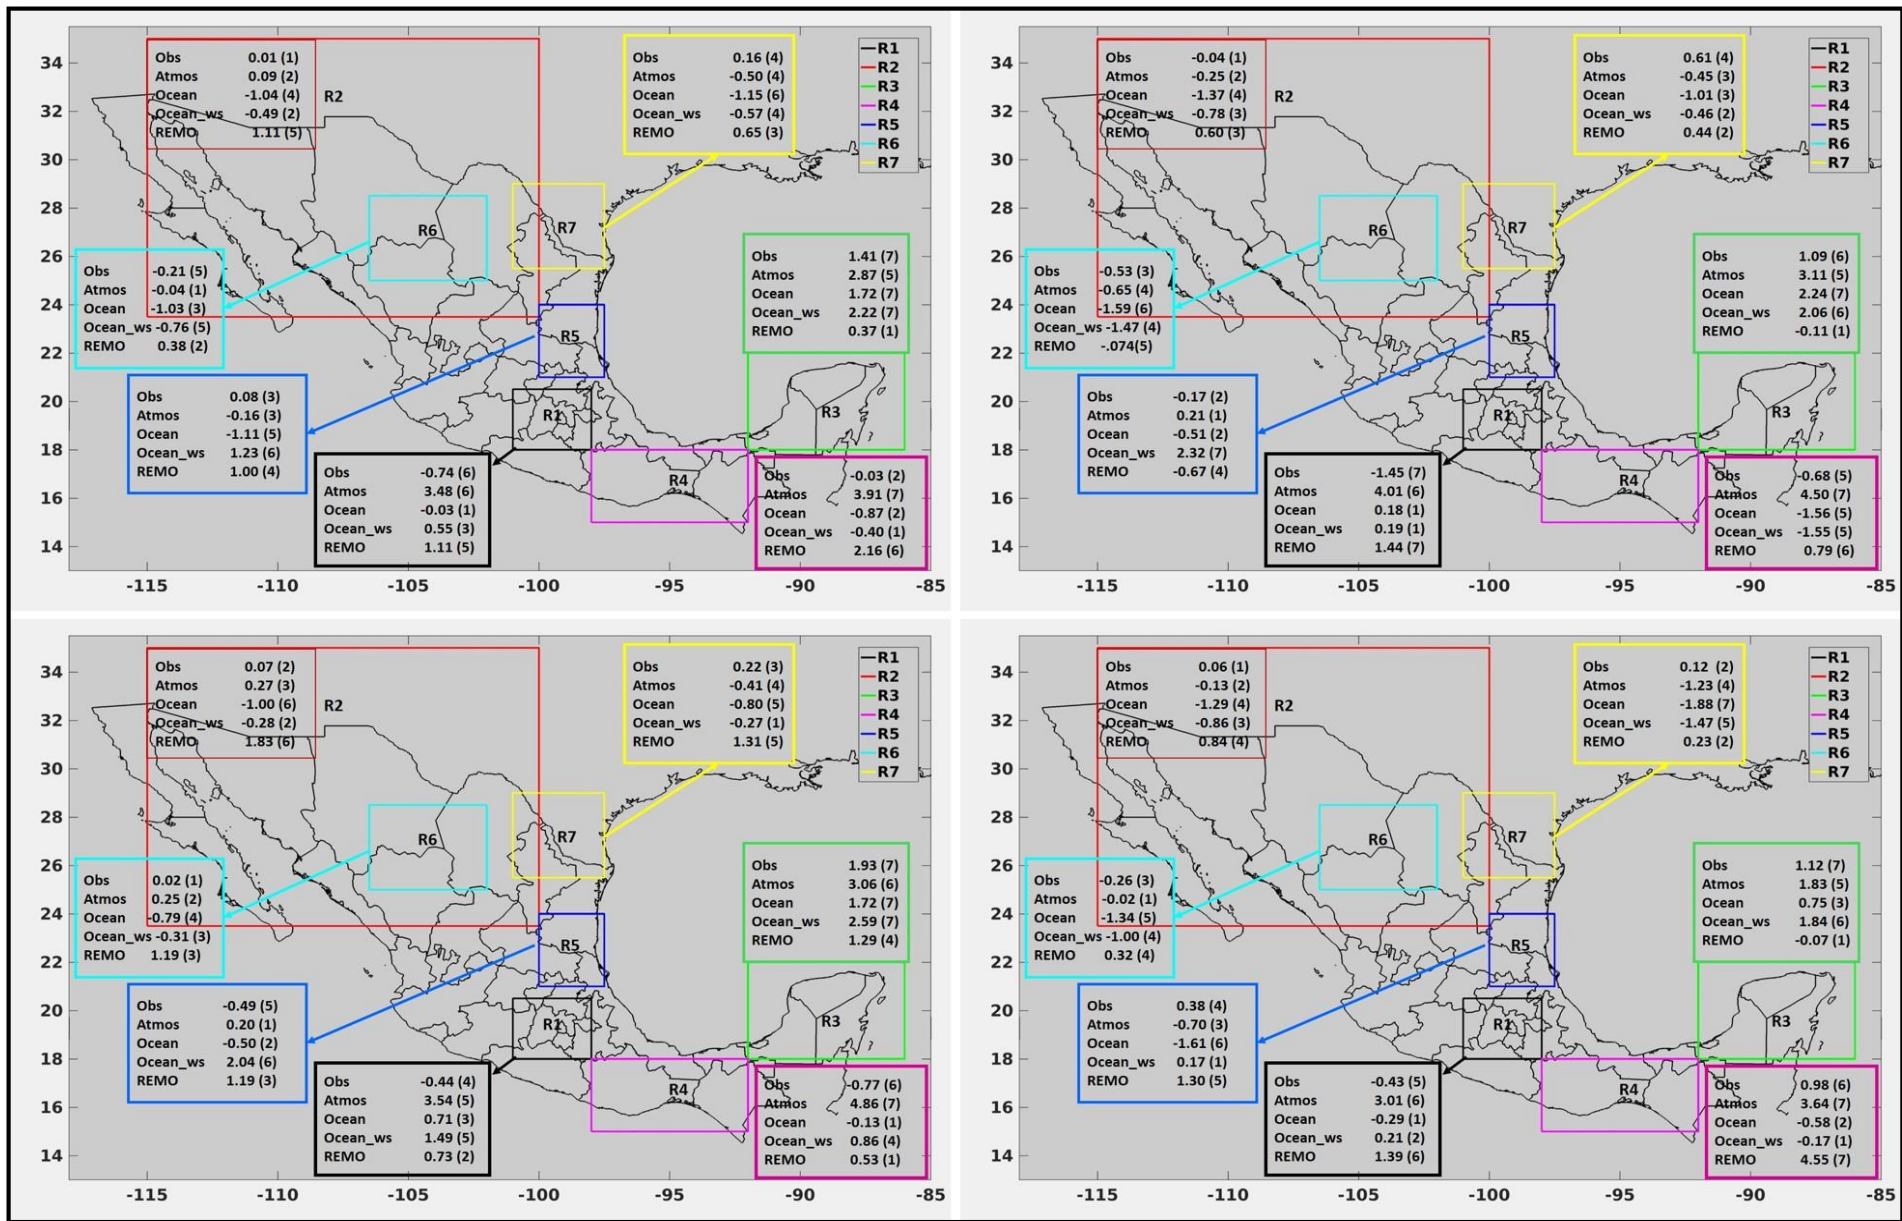 Obs 0.01 (1)
Atmos 0.09 (2)
Ocean -1.04 (4)
Ocean_ws -0.49 (2)
REMO 1.11 (5)
R2
Obs 0.16 (4)
Atmos -0.50 (4)
Ocean -1.15 (6)
Ocean_ws -0.57 (4)
REMO 0.65 (3)
R1
R2
R3
R4
R5
R6
R7
R6
R7
Obs -0.21 (5)
Atmos -0.04 (1)
Ocean -1.03 (3)
Ocean_ws -0.76 (5)
REMO 0.38 (2)
Obs 1.41 (7)
Atmos 2.87 (5)
Ocean 1.72 (7)
Ocean_ws 2.22 (7)
REMO 0.37 (1)
R5
Obs 0.08 (3)
Atmos -0.16 (3)
Ocean -1.11 (5)
Ocean_ws 1.23 (6)
REMO 1.00 (4)
R1
R3
R4
Obs -0.74 (6)
Atmos 3.48 (6)
Ocean -0.03 (1)
Ocean_ws 0.55 (3)
REMO 1.11 (5)
Obs -0.03 (2)
Atmos 3.91 (7)
Ocean -0.87 (2)
Ocean_ws -0.40 (1)
REMO 2.16 (6)
34
32
30
28
26
24
22
20
18
16
14
-115 -110 -105 -100 -95 -90 -85
Obs -0.04 (1)
Atmos -0.25 (2)
Ocean -1.37 (4)
Ocean_ws -0.78 (3)
REMO 0.60 (3)
R2
Obs 0.61 (4)
Atmos -0.45 (3)
Ocean -1.01 (3)
Ocean_ws -0.46 (2)
REMO 0.44 (2)
R1
R2
R3
R4
R5
R6
R7
R6
R7
Obs -0.53 (3)
Atmos -0.65 (4)
Ocean -1.59 (6)
Ocean_ws -1.47 (4)
REMO -.074(5)
Obs 1.09 (6)
Atmos 3.11 (5)
Ocean 2.24 (7)
Ocean_ws 2.06 (6)
REMO -0.11 (1)
R5
Obs -0.17 (2)
Atmos 0.21 (1)
Ocean -0.51 (2)
Ocean_ws 2.32 (7)
REMO -0.67 (4)
R1
R3
R4
Obs -1.45 (7)
Atmos 4.01 (6)
Ocean 0.18 (1)
Ocean_ws 0.19 (1)
REMO 1.44 (7)
Obs -0.68 (5)
Atmos 4.50 (7)
Ocean -1.56 (5)
Ocean_ws -1.55 (5)
REMO 0.79 (6)
34
32
30
28
26
24
22
20
18
16
14
-115 -110 -105 -100 -95 -90 -85
Obs 0.07 (2)
Atmos 0.27 (3)
Ocean -1.00 (6)
Ocean_ws -0.28 (2)
REMO 1.83 (6)
R2
Obs 0.22 (3)
Atmos -0.41 (4)
Ocean -0.80 (5)
Ocean_ws -0.27 (1)
REMO 1.31 (5)
R1
R2
R3
R4
R5
R6
R7
R6
R7
Obs 0.02 (1)
Atmos 0.25 (2)
Ocean -0.79 (4)
Ocean_ws -0.31 (3)
REMO 1.19 (3)
Obs 1.93 (7)
Atmos 3.06 (6)
Ocean 1.72 (7)
Ocean_ws 2.59 (7)
REMO 1.29 (4)
R5
Obs -0.49 (5)
Atmos 0.20 (1)
Ocean -0.50 (2)
Ocean_ws 2.04 (6)
REMO 1.19 (3)
R1
R3
R4
Obs -0.44 (4)
Atmos 3.54 (5)
Ocean 0.71 (3)
Ocean_ws 1.49 (5)
REMO 0.73 (2)
Obs -0.77 (6)
Atmos 4.86 (7)
Ocean -0.13 (1)
Ocean_ws 0.86 (4)
REMO 0.53 (1)
34
32
30
28
26
24
22
20
18
16
14
-115 -110 -105 -100 -95 -90 -85
Obs 0.06 (1)
Atmos -0.13 (2)
Ocean -1.29 (4)
Ocean_ws -0.86 (3)
REMO 0.84 (4)
R2
Obs 0.12 (2)
Atmos -1.23 (4)
Ocean -1.88 (7)
Ocean_ws -1.47 (5)
REMO 0.23 (2)
R1
R2
R3
R4
R5
R6
R7
R6
R7
Obs -0.26 (3)
Atmos -0.02 (1)
Ocean -1.34 (5)
Ocean_ws -1.00 (4)
REMO 0.32 (4)
Obs 1.12 (7)
Atmos 1.83 (5)
Ocean 0.75 (3)
Ocean_ws 1.84 (6)
REMO -0.07 (1)
R5
Obs 0.38 (4)
Atmos -0.70 (3)
Ocean -1.61 (6)
Ocean_ws 0.17 (1)
REMO 1.30 (5)
R1
R3
R4
Obs -0.43 (5)
Atmos 3.01 (6)
Ocean -0.29 (1)
Ocean_ws 0.21 (2)
REMO 1.39 (6)
Obs 0.98 (6)
Atmos 3.64 (7)
Ocean -0.58 (2)
Ocean_ws -0.17 (1)
REMO 4.55 (7)
34
32
30
28
26
24
22
20
18
16
14
-115 -110 -105 -100 -95 -90 -85